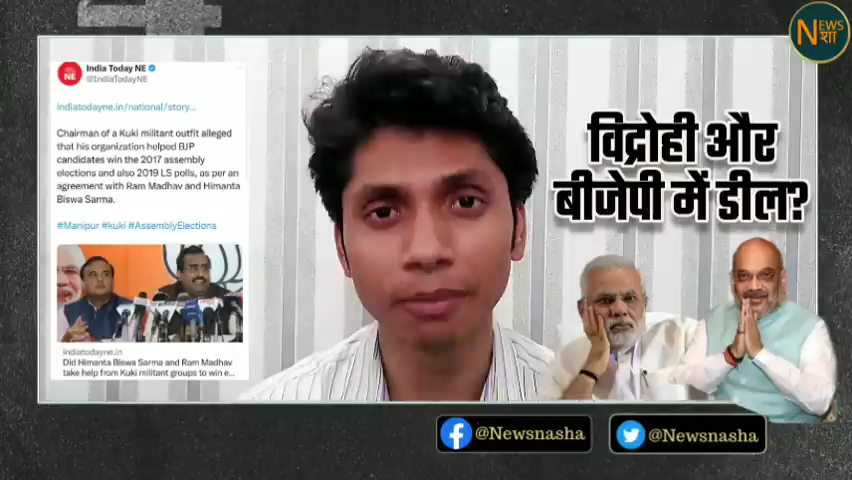 NEWS
शा
NE
India Today NE
@IndiaTodayNE
indiatodayne.in/national/story...
Chairman of a Kuki militant outfit alleged
that his organization helped BJP
candidates win the 2017 assembly
elections and also 2019 LS polls, as per an
agreement with Ram Madhav and Himanta
Biswa Sarma.
#Manipur #kuki #AssemblyElections
indiatodayne.in
Did Himanta Biswa Sarma and Ram Madhav
take help from Kuki militant groups to win e...
विद्रोही और
बीजेपी में डील?
@Newsnasha
@Newsnasha